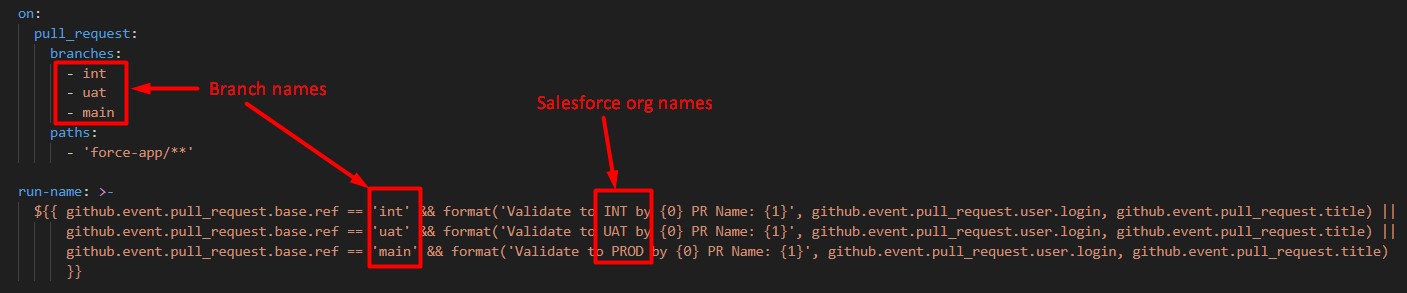 on:
pull_request:
branches:
- int
- uat
- main
Branch names
Salesforce org names
paths:
- 'force-app/**'
run-name: >-
${{ github.event.pull_request.base.ref == 'int' && format('Validate to INT by {0} PR Name: {1}', github.event.pull_request.user.login, github.event.pull_request.title) ||
github.event.pull_request.base.ref == 'uat' && format('Validate to UAT by {0} PR Name: {1}', github.event.pull_request.user.login, github.event.pull_request.title) ||
github.event.pull_request.base.ref == 'main' && format('Validate to PROD by {0} PR Name: {1}', github.event.pull_request.user.login, github.event.pull_request.title)
}}